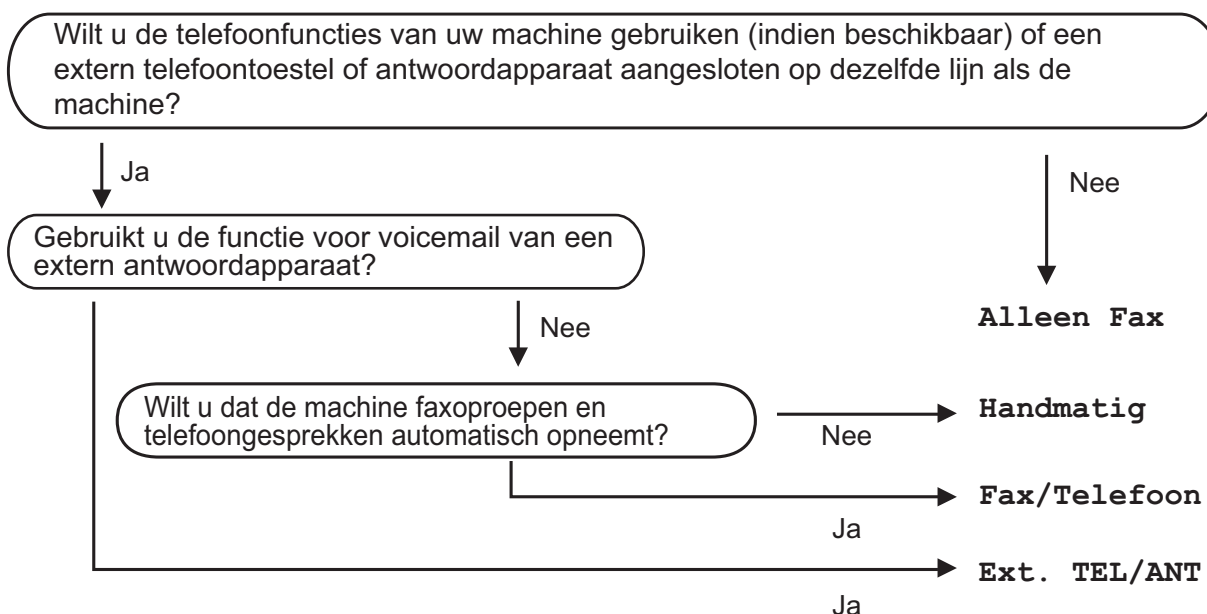 Wilt u de telefoonfuncties van uw machine gebruiken (indien beschikbaar) of een
extern telefoontoestel of antwoordapparaat aangesloten op dezelfde lijn als de
machine?
Ja
Nee
Gebruikt u de functie voor voicemail van een
extern antwoordapparaat?
Nee
Alleen Fax
Wilt u dat de machine faxoproepen en
telefoongesprekken automatisch opneemt?
Nee
Handmatig
Ja
Fax/Telefoon
Ja
Ext. TEL/ANT